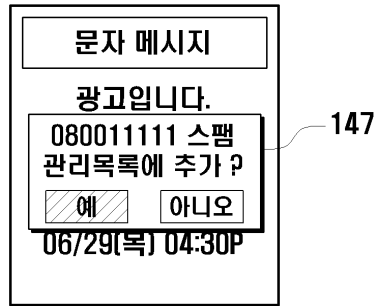 문자 메시지
광고입니다.
080011111 스팸
관리목록에 추가 ?
예 아니오
06/29(목) 04:30P
147